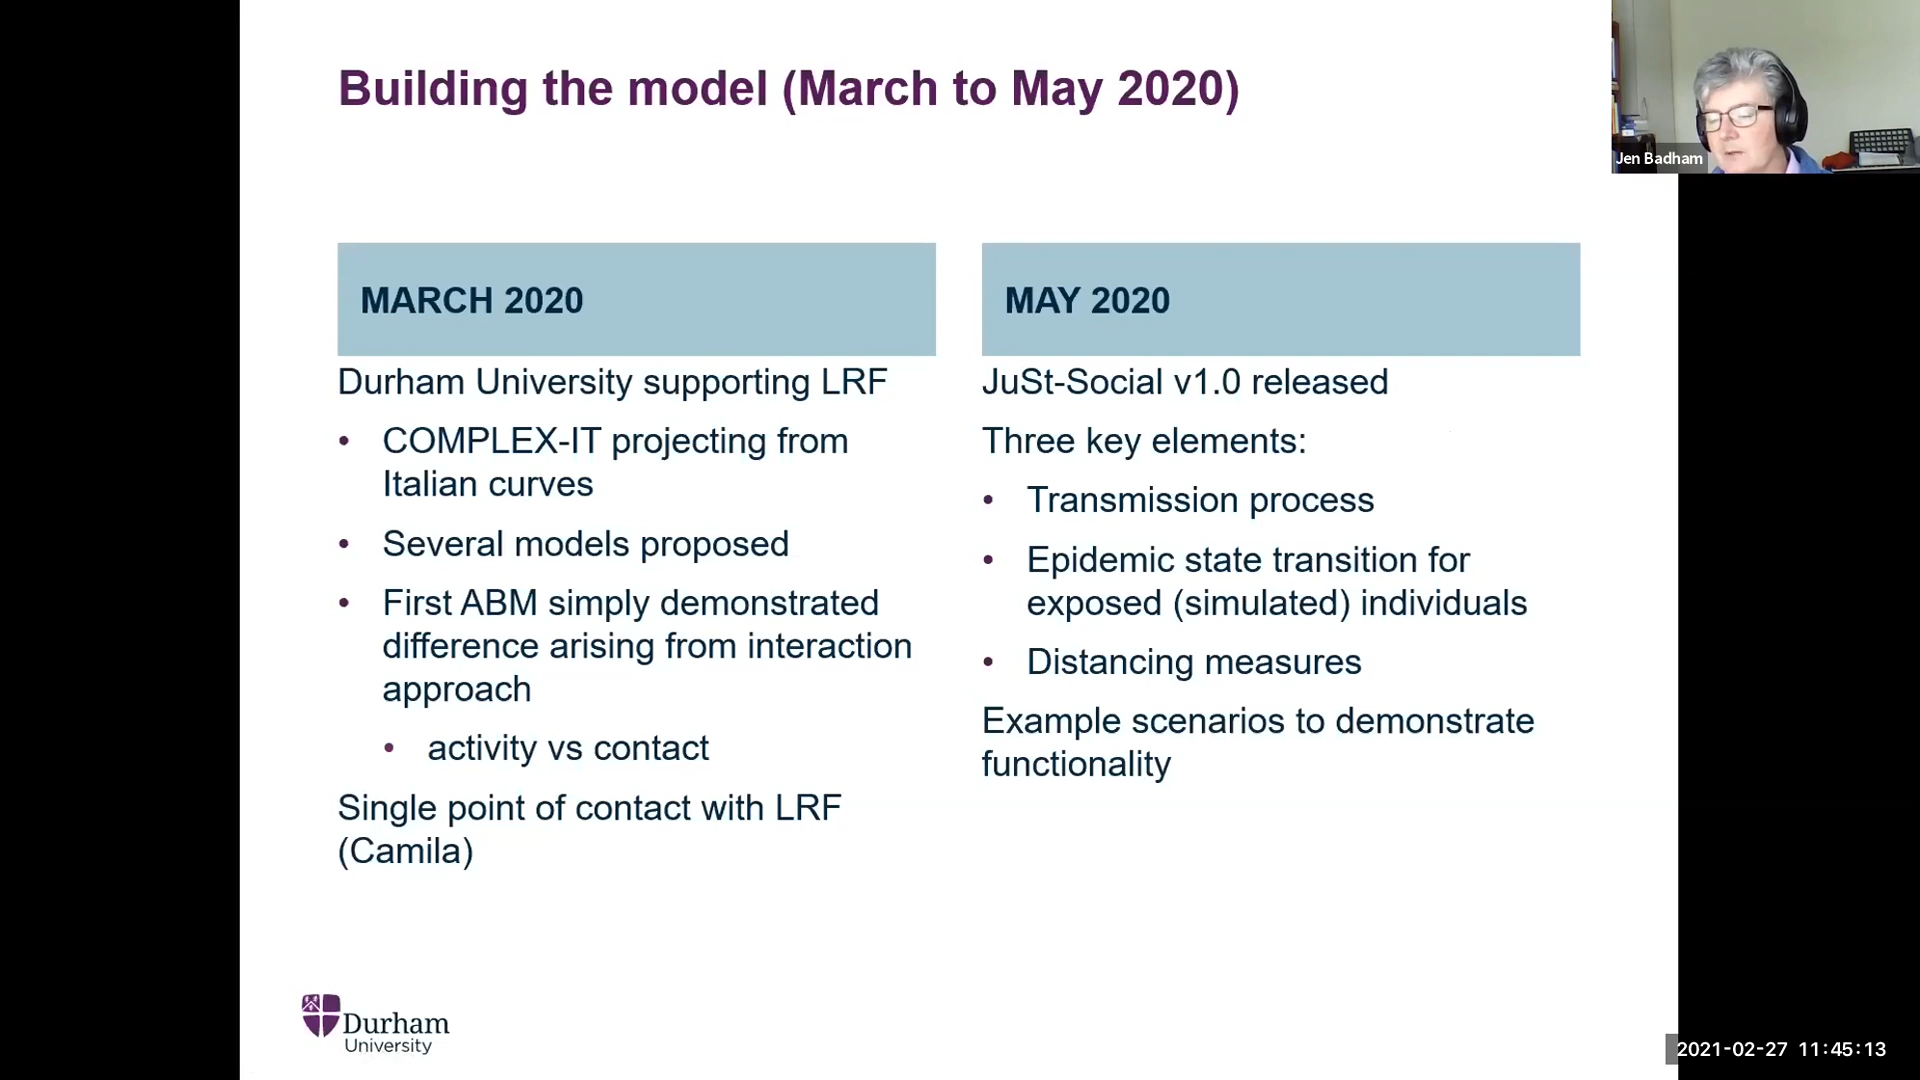 Building the model (March to May 2020)
Jen Badham
MARCH 2020
Durham University supporting LRF
• COMPLEX-IT projecting from
Italian curves
• Several models proposed
• First ABM simply demonstrated
difference arising from interaction
approach
• activity vs contact
Single point of contact with LRF
(Camila)
MAY 2020
JuSt-Social v1.0 released
Three key elements:
• Transmission process
• Epidemic state transition for
exposed (simulated) individuals
• Distancing measures
Example scenarios to demonstrate
functionality
Durham
University
2021-02-27 11:45:13